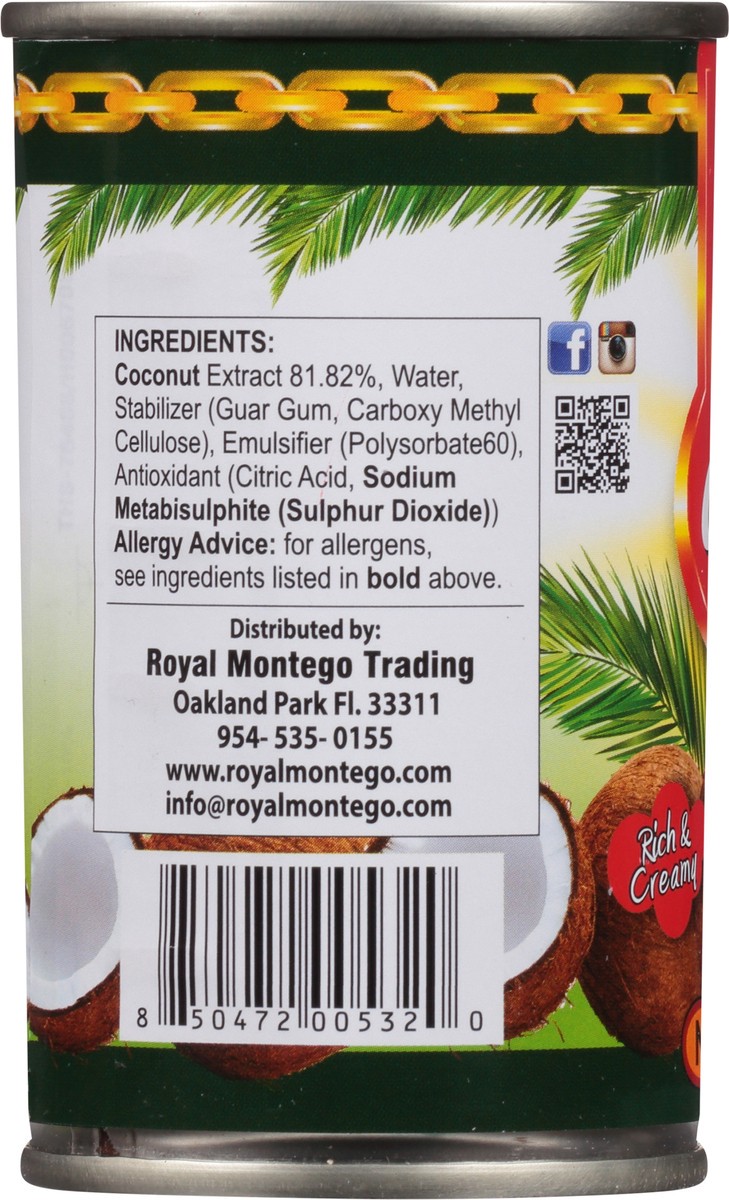 INGREDIENTS:
Coconut Extract 81.82%, Water,
Stabilizer (Guar Gum, Carboxy Methyl
Cellulose), Emulsifier (Polysorbate60),
Antioxidant (Citric Acid, Sodium
Metabisulphite (Sulphur Dioxide))
Allergy Advice: for allergens,
see ingredients listed in bold above.
Distributed by:
Royal Montego Trading
Oakland Park Fl. 33311
954- 535- 0155
www.royalmontego.com
info@royalmontego.com
f
Rich &
Creamy
8 50472 00532 0